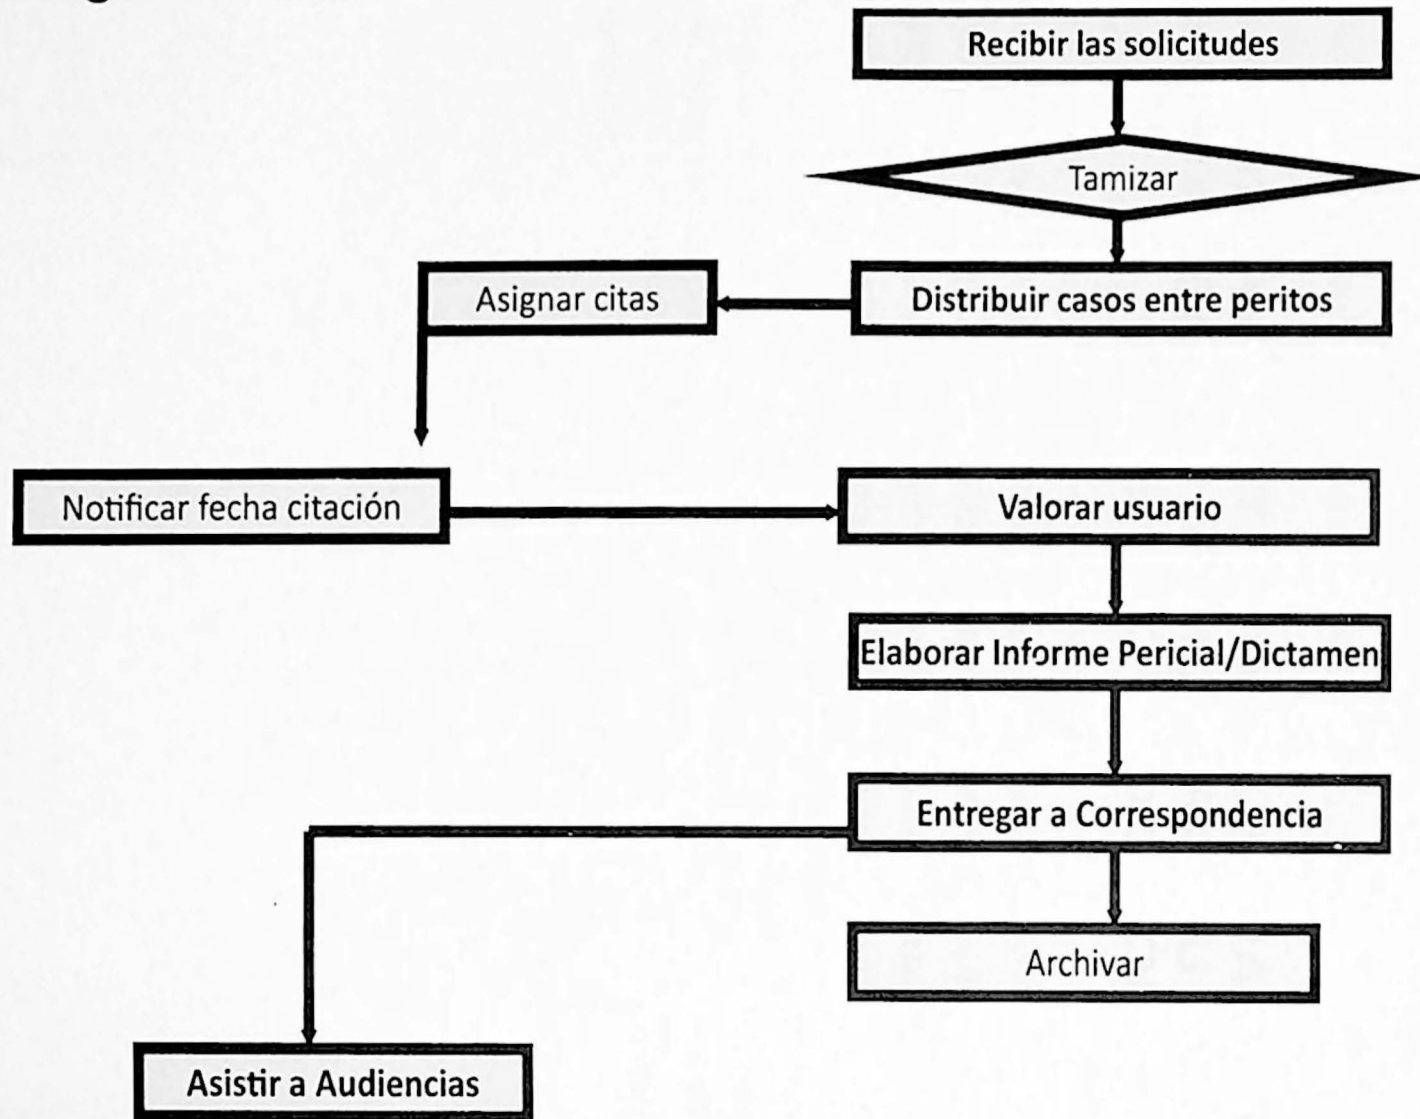 Recibir las solicitudes
Tamizar
Distribuir casos entre peritos
Asignar citas
Notificar fecha citación
Valorar usuario
Elaborar Informe Pericial/Dictamen
Entregar a Correspondencia
Archivar
Asistir a Audiencias